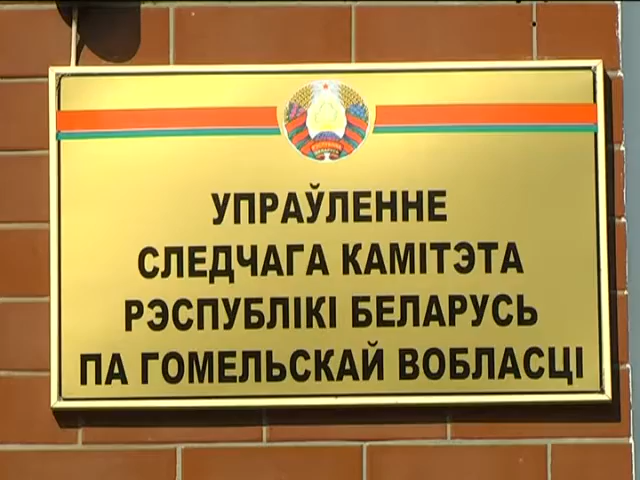 УПРАЎЛЕННЕ
СЛЕДЧАГА КАМІТЭТА
РЭСПУБЛІКІ БЕЛАРУСЬ
ПА ГОМЕЛЬСКАЙ ВОБЛАСЦІ